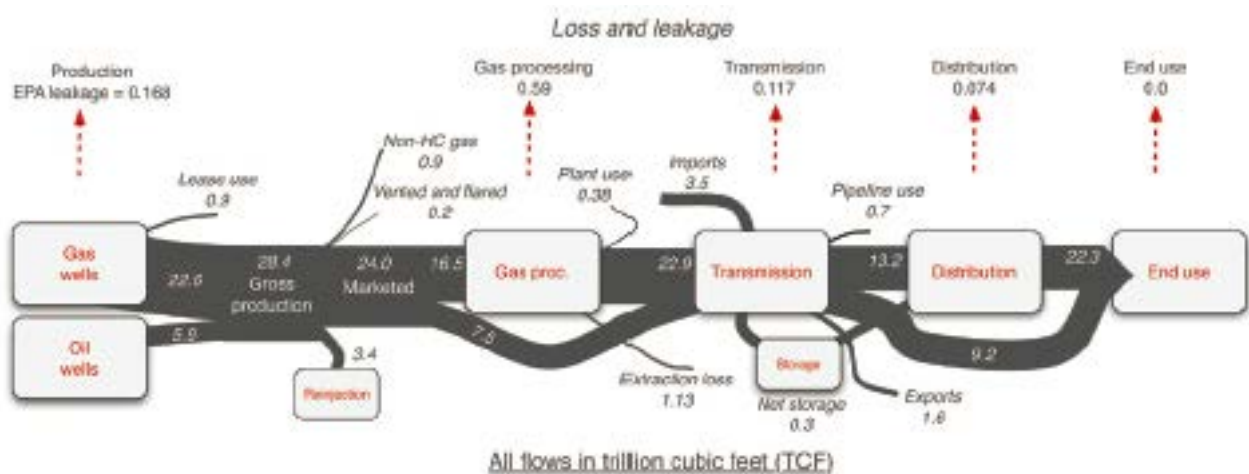 Loss and leakage
Production
EPA leakage = 0.168
Gas processing
0.59
Transmission
0.117
Distribution
0.074
End use
0.0
Non-HC gas
0.9
Lease use
0.9
Vented and flared
0.2
Plant use
0.38
Imports
3.5
Pipeline use
0.7
Gas
wells
22.6
28.4
Gross
production
24.0
Marketed
16.5
Gas proc.
22.9
Transmission
13.2
Distribution
22.3
End use
Oil
wells
5.9
3.4
Reinjection
7.5
Extraction loss
1.13
Storage
Net storage
0.3
Exports
1.6
9.2
All flows in trillion cubic feet (TCF)